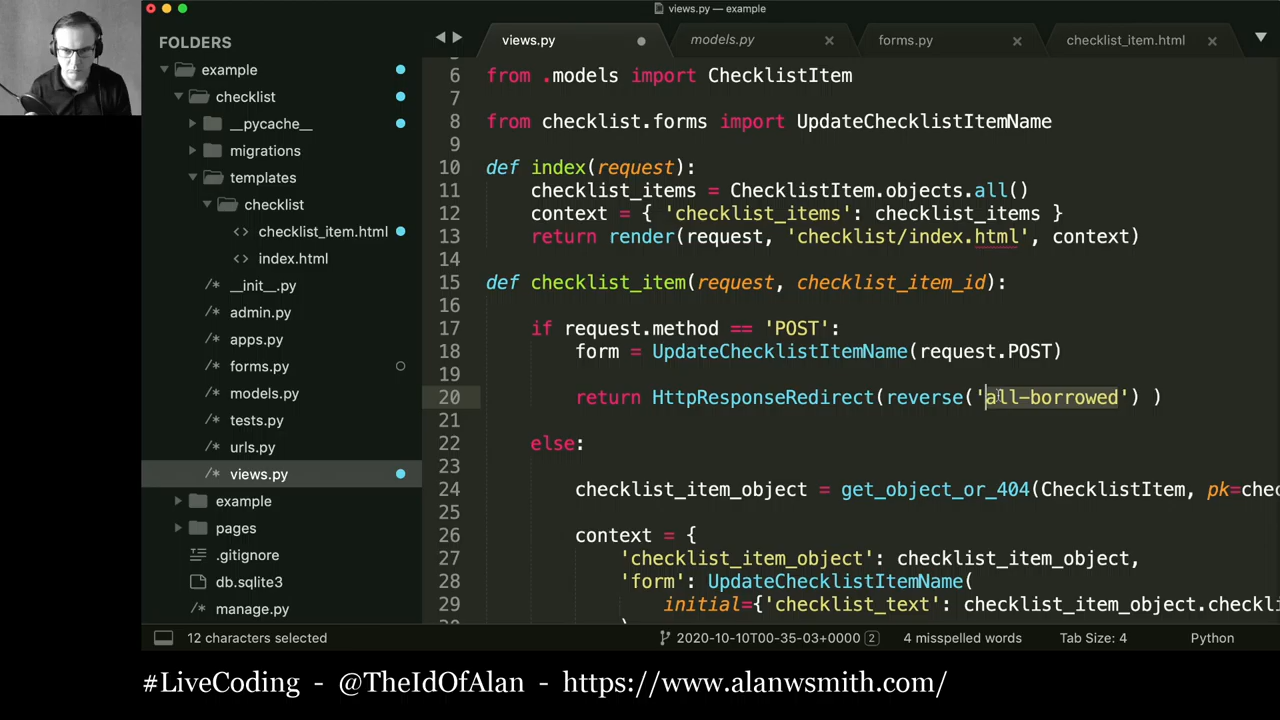 views.py — example
FOLDERS
example
checklist
__pycache__
migrations
templates
checklist
<> checklist_item.html
<> index.html
/* __init__.py
/* admin.py
/* apps.py
/* forms.py
/* models.py
/* tests.py
/* urls.py
/* views.py
example
pages
.gitignore
db.sqlite3
manage.py
views.py
models.py
forms.py
checklist_item.html
6 from .models import ChecklistItem
7
8 from checklist.forms import UpdateChecklistItemName
9
10 def index(request):
11 checklist_items = ChecklistItem.objects.all()
12 context = { 'checklist_items': checklist_items }
13 return render(request, 'checklist/index.html', context)
14
15 def checklist_item(request, checklist_item_id):
16
17 if request.method == 'POST':
18 form = UpdateChecklistItemName(request.POST)
19
20 return HttpResponseRedirect(reverse('all-borrowed') )
21
22 else:
23
24 checklist_item_object = get_object_or_404(ChecklistItem, pk=chec
25
26 context = {
27 'checklist_item_object': checklist_item_object,
28 'form': UpdateChecklistItemName(
29 initial={'checklist_text': checklist_item_object.checkli
12 characters selected
2020-10-10T00-35-03+0000 2
4 misspelled words
Tab Size: 4
Python
#LiveCoding - @TheIdOfAlan - https://www.alanwsmith.com/